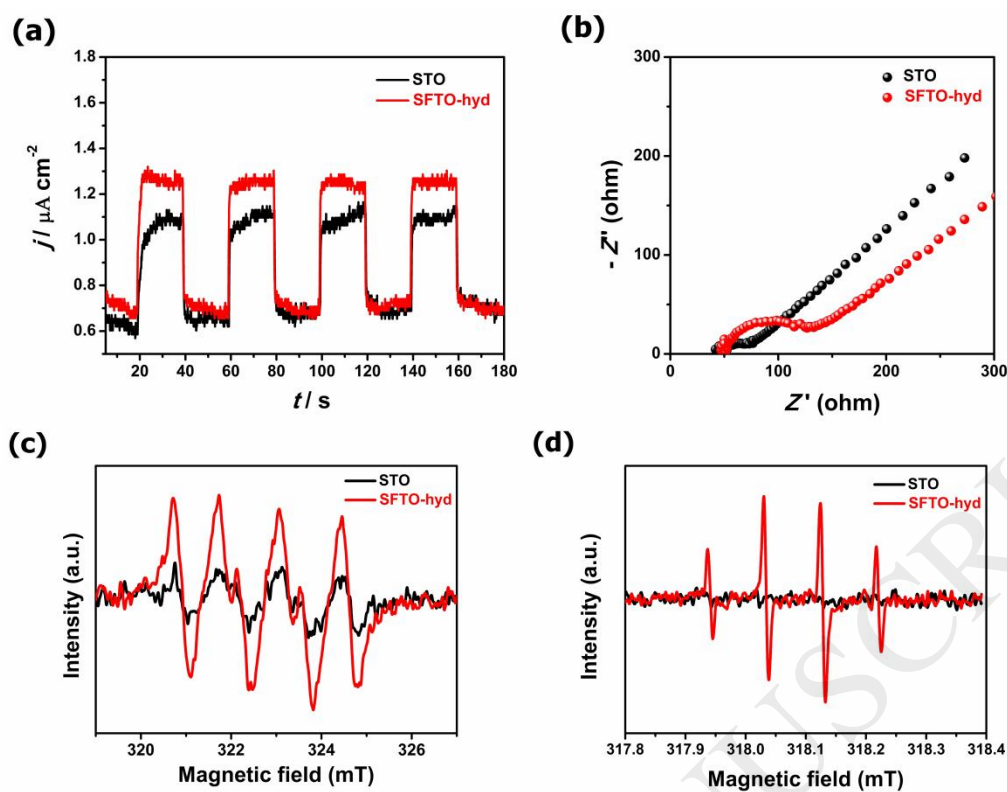 (a)
1.8
1.6
1.4
1.2
1.0
0.8
0.6
20 40 60 80 100 120 140 160 180
j / μA cm-2
t / s
STO
SFTO-hyd
(b)
-300
-200
-100
0
0 100 200 300
- Z'' (ohm)
Z' (ohm)
STO
SFTO-hyd
(c)
STO
SFTO-hyd
Intensity (a.u.)
320 322 324 326
Magnetic field (mT)
(d)
STO
SFTO-hyd
Intensity (a.u.)
317.8 317.9 318.0 318.1 318.2 318.3 318.4
Magnetic field (mT)
USCRI